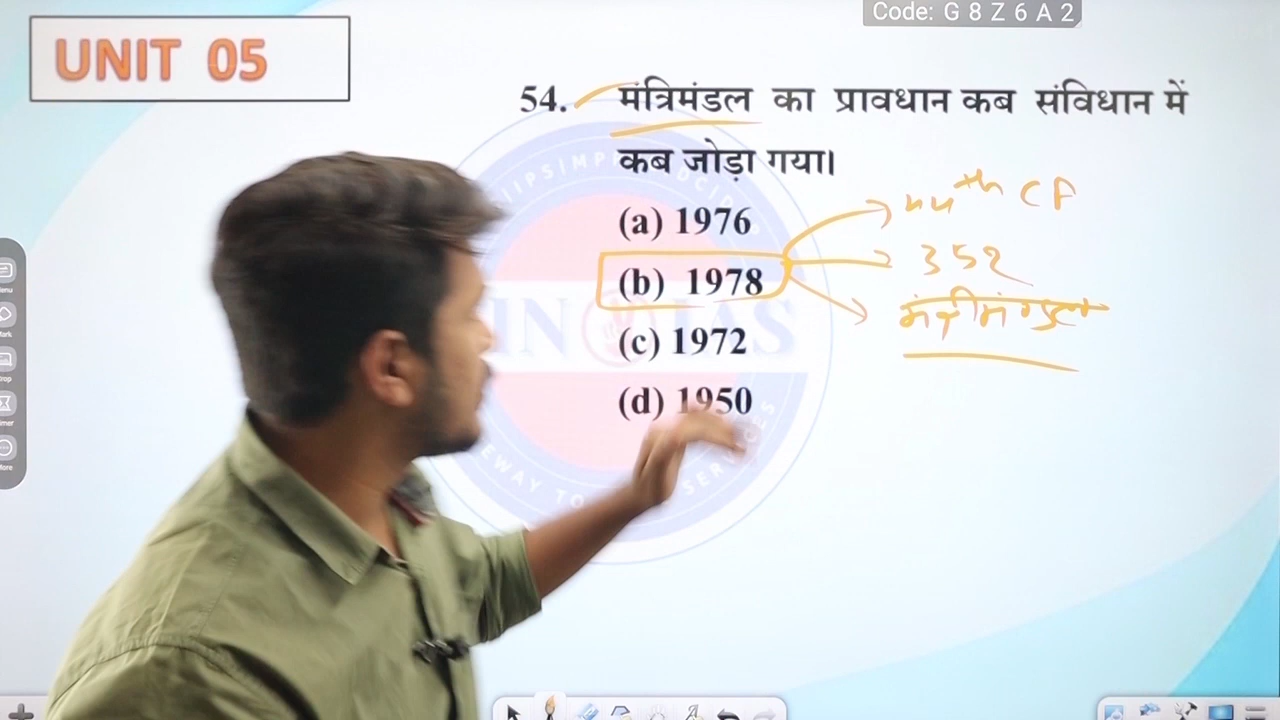 Code: G 8 Z 6 A 2
UNIT 05
54. मंत्रिमंडल का प्रावधान कब संविधान में
कब जोड़ा गया।
(a) 1976
(b) 1978
(c) 1972
(d) 1950
44th CA
352
मंत्रीमंडल